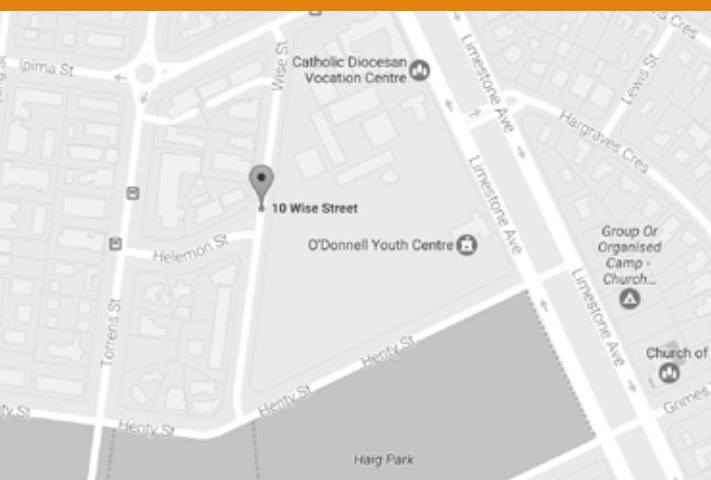 Ipima St
Wise St
Catholic Diocesan
Vocation Centre
Limestone Ave
Lewis St
Hargraves Cres
Limestone Ave
10 Wise Street
Helemon St
O'Donnell Youth Centre
Group Or
Organised
Camp -
Church...
Torrens St
Limestone Ave
Henty St
Church of
Henty St
Grimes
Henty St
Haig Park